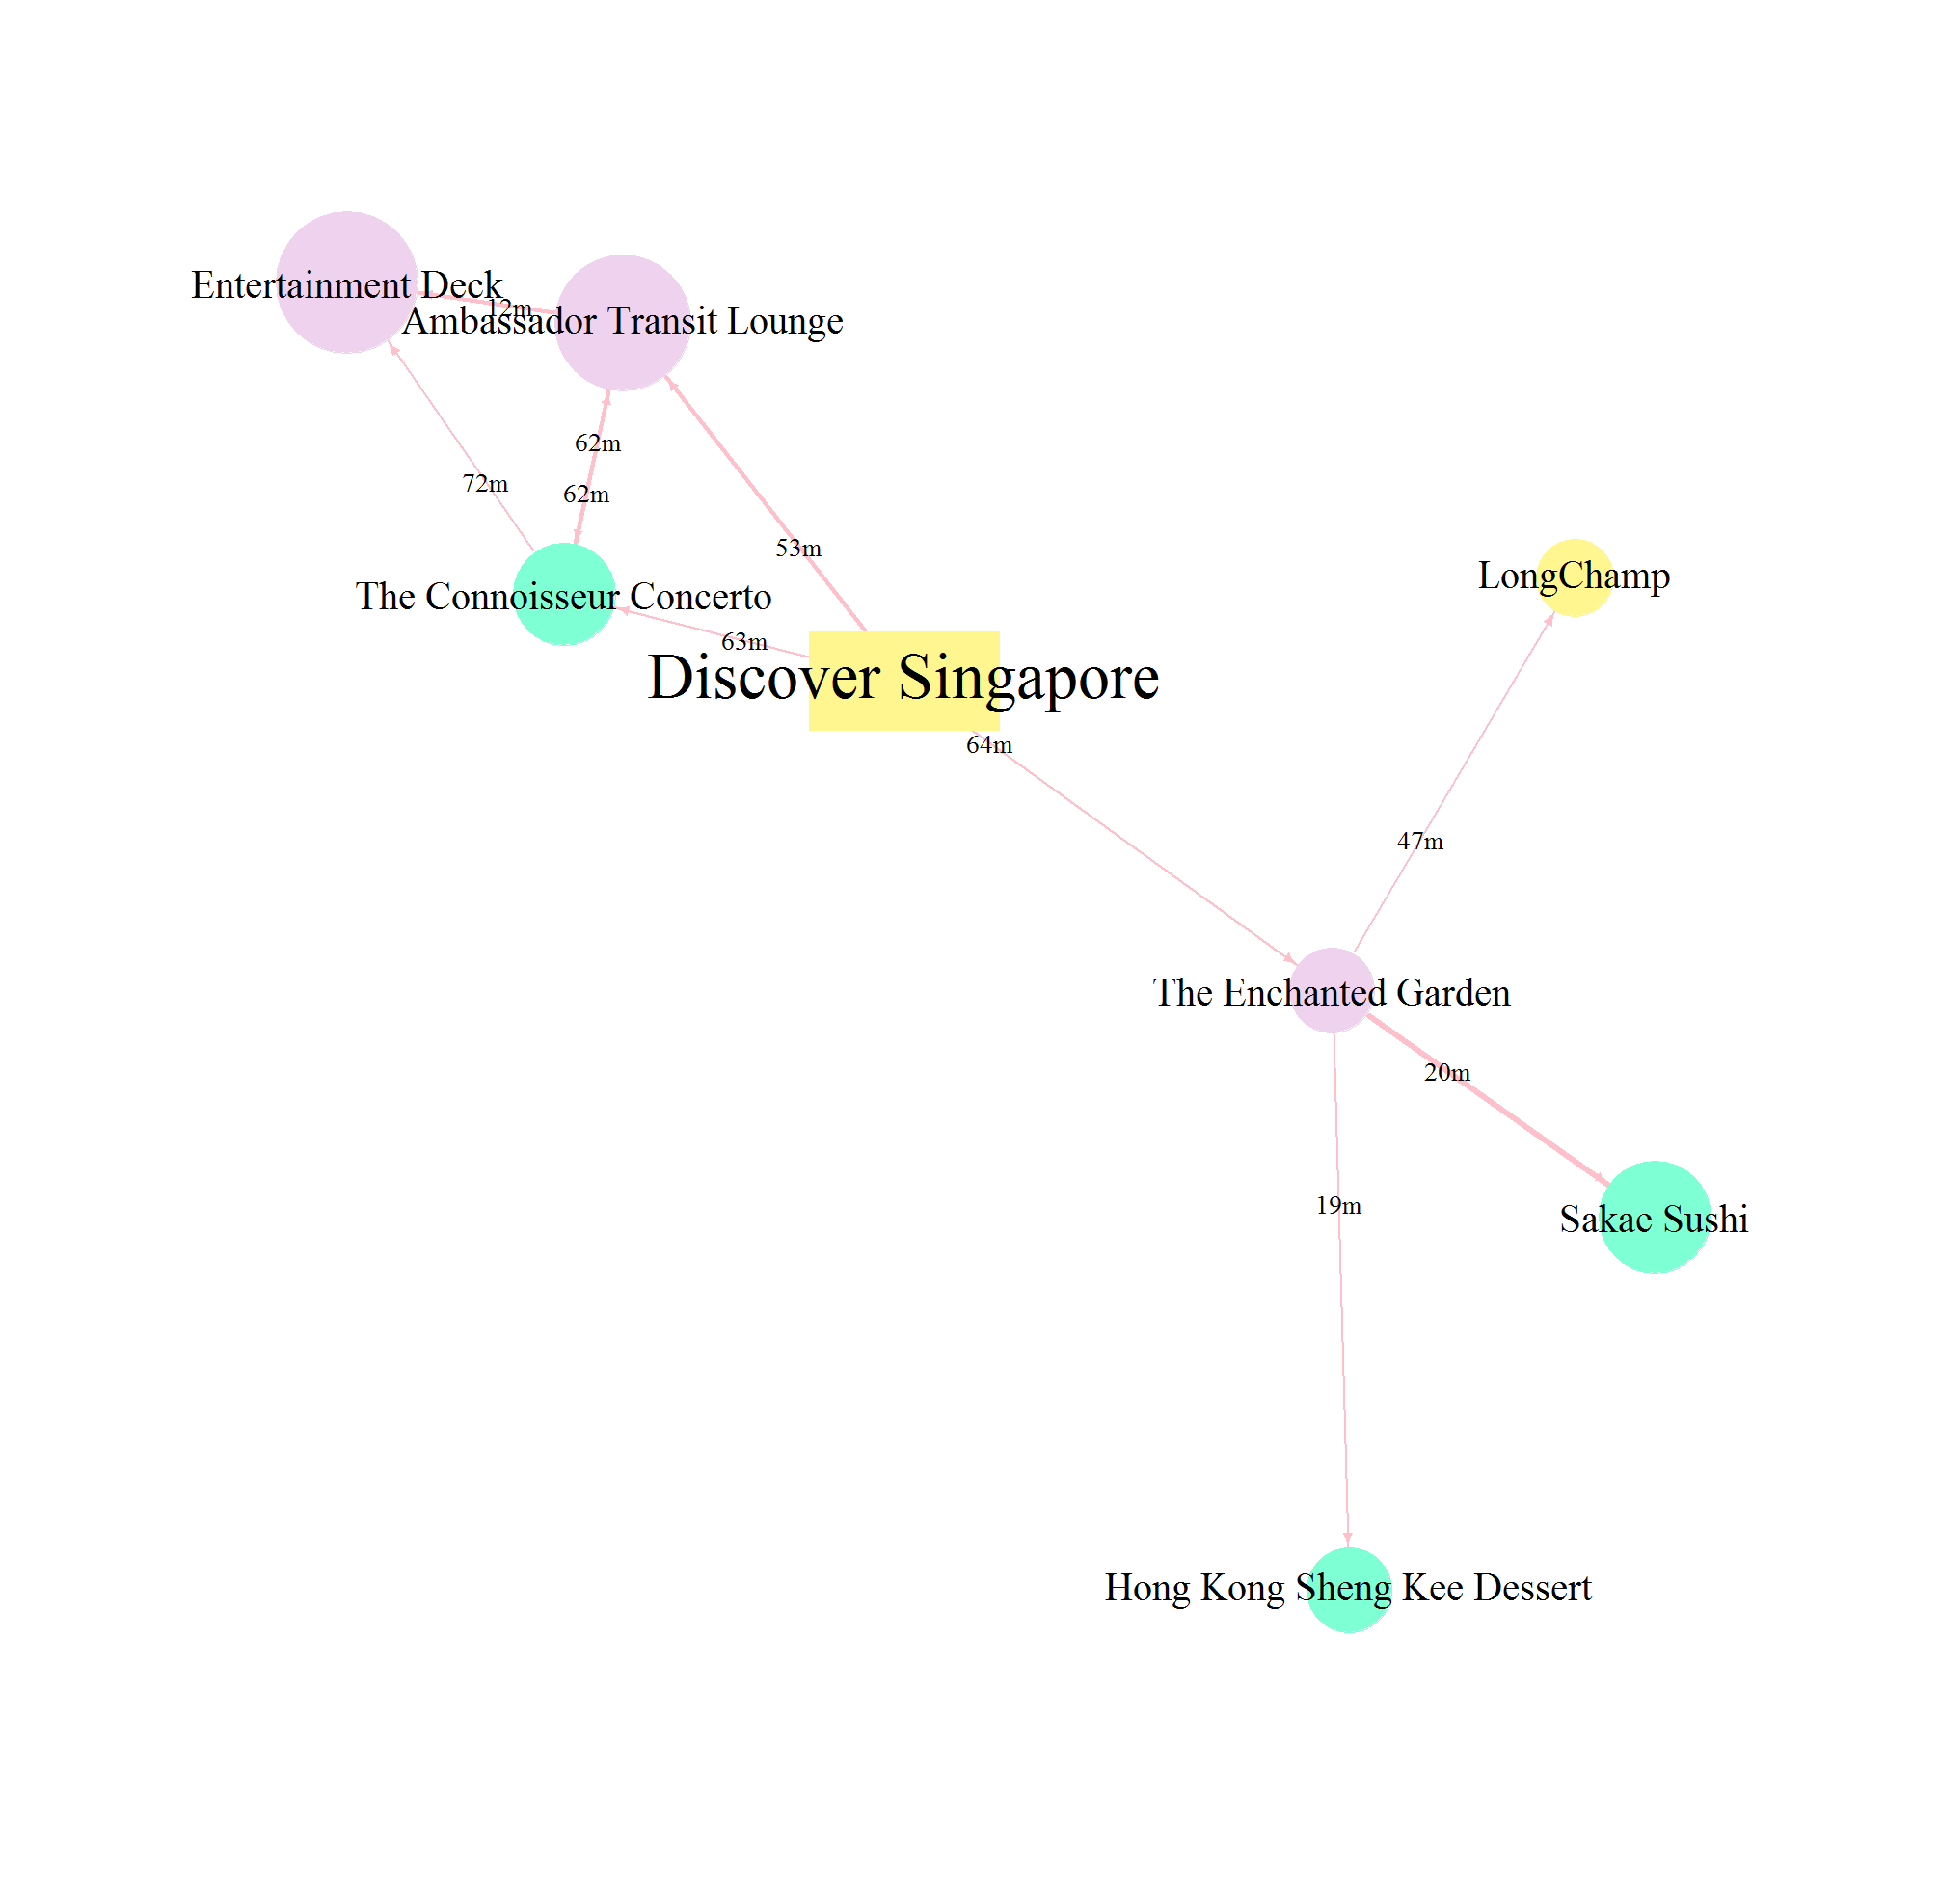 Entertainment Deck
12m
Ambassador Transit Lounge
62m
72m
62m
53m
LongChamp
The Connoisseur Concerto
63m
Discover Singapore
64m
47m
The Enchanted Garden
20m
19m
Sakae Sushi
Hong Kong Sheng Kee Dessert